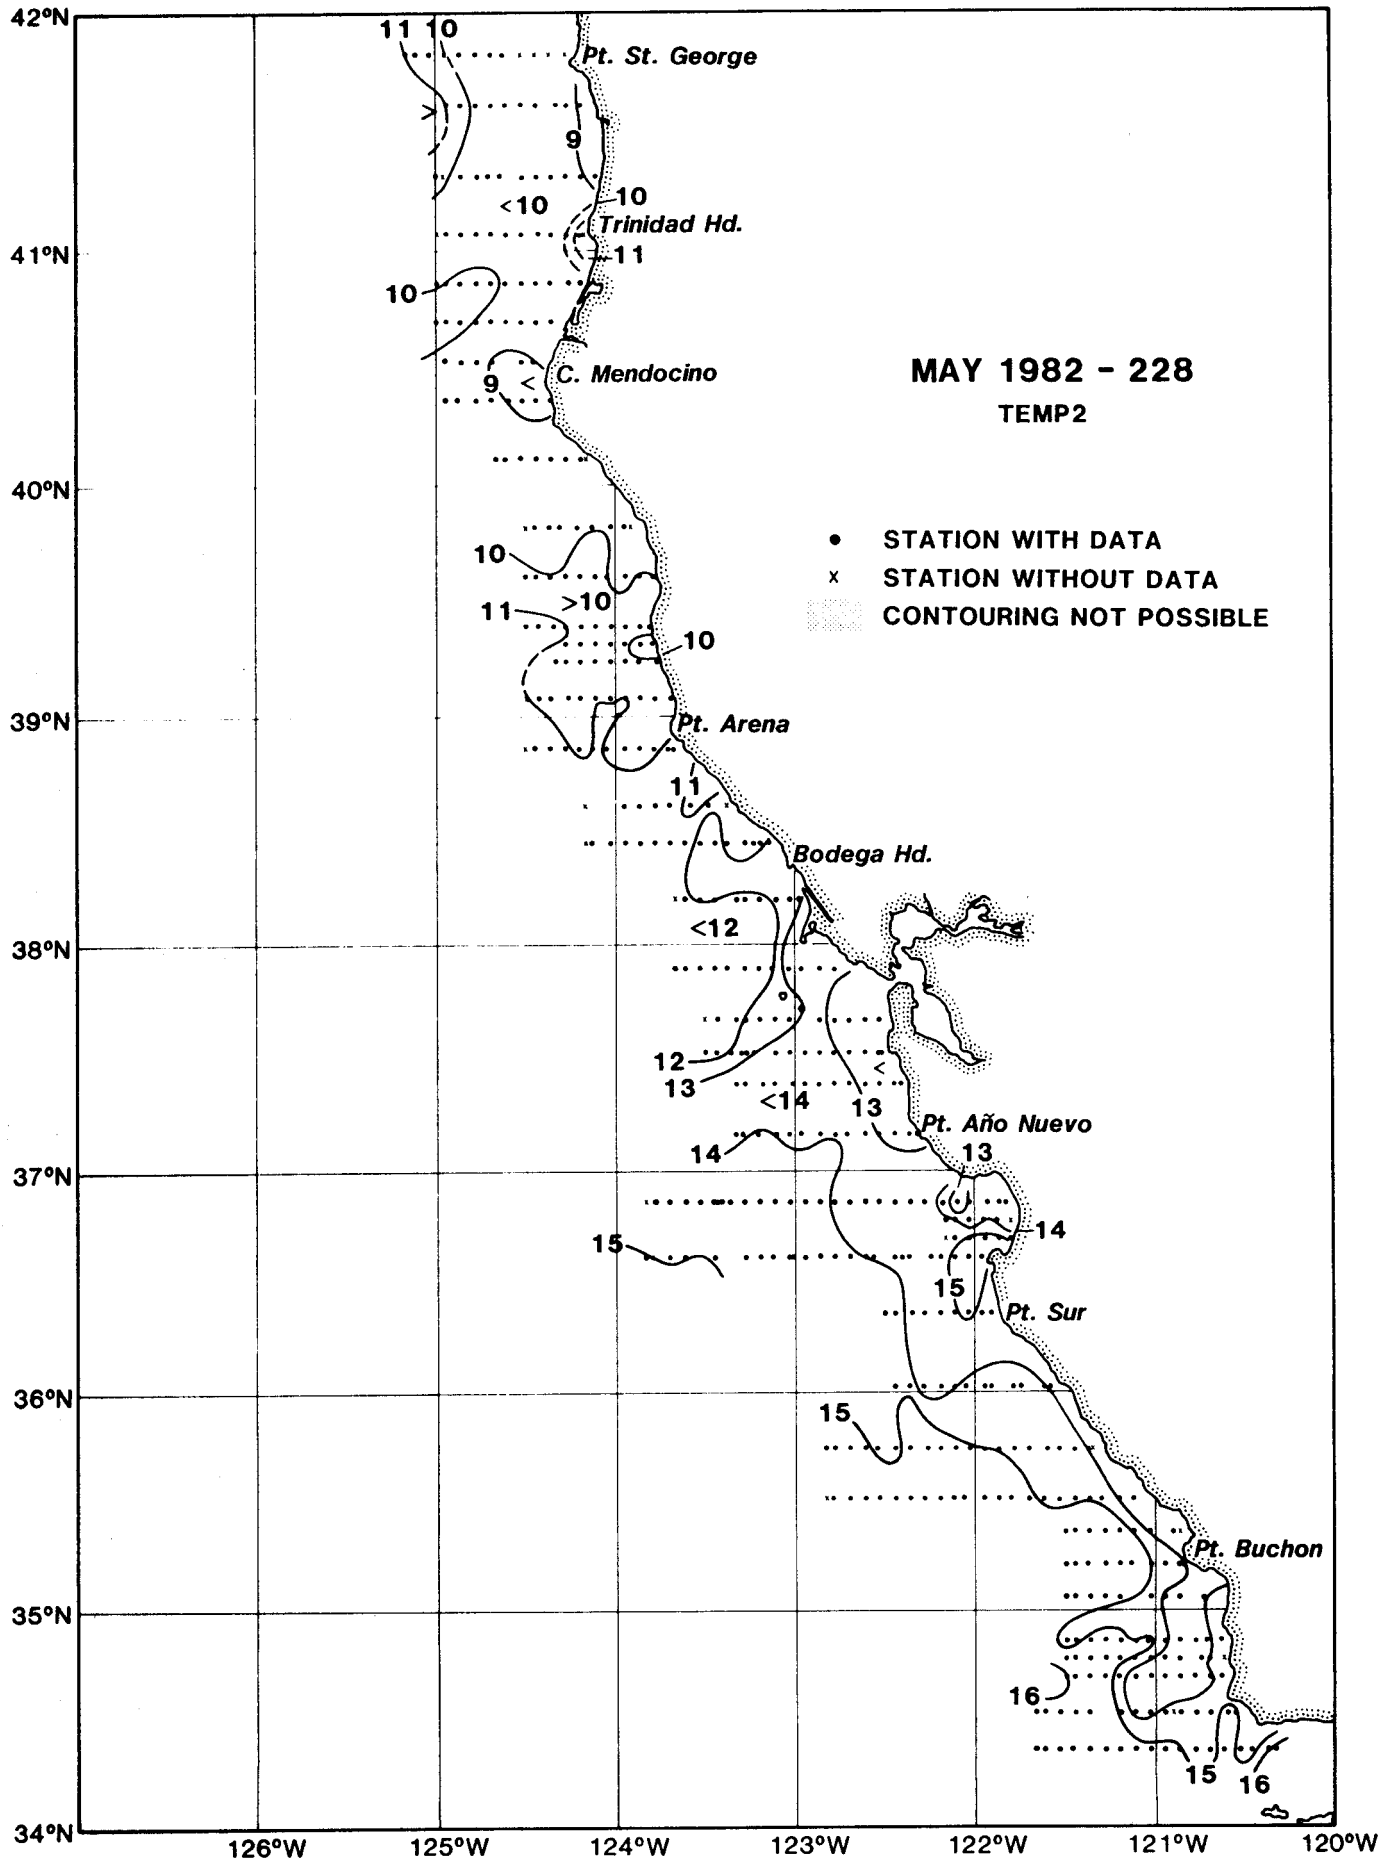 42°N
11 10
Pt. St. George
>
9
<10
10
Trinidad Hd.
11
41°N
10
9 <
C. Mendocino
MAY 1982 - 228
TEMP2
40°N
• STATION WITH DATA
x STATION WITHOUT DATA
CONTOURING NOT POSSIBLE
10
>10
11
10
39°N
Pt. Arena
11
Bodega Hd.
<12
38°N
12
13
<
<14
13
Pt. Año Nuevo
14
13
37°N
14
15
15
Pt. Sur
36°N
15
Pt. Buchon
35°N
16
15
16
34°N
126°W 125°W 124°W 123°W 122°W 121°W 120°W